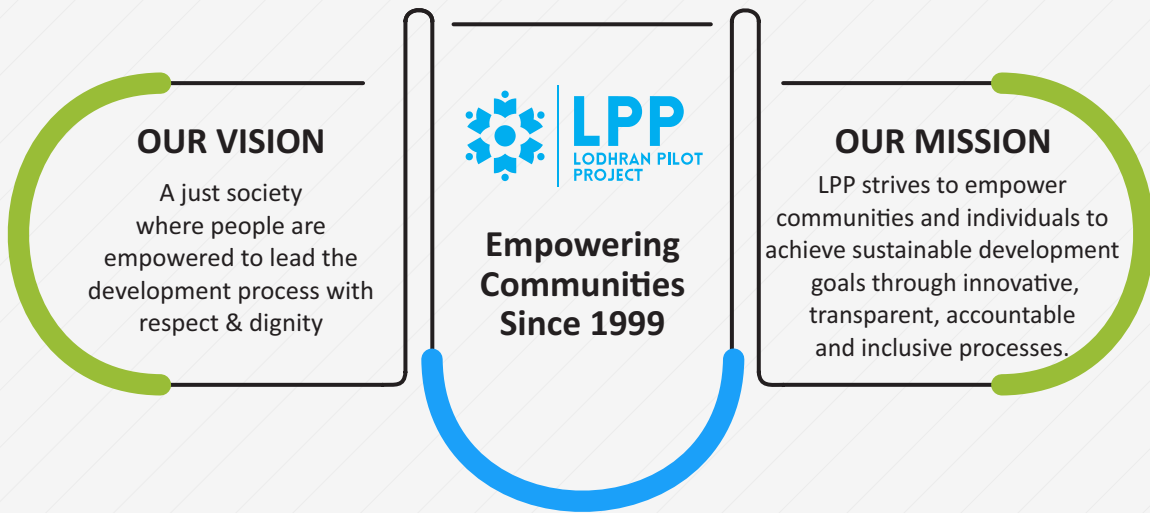 OUR VISION
A just society
where people are
empowered to lead the
development process with
respect & dignity
LPP
LODHRAN PILOT
PROJECT
Empowering
Communities
Since 1999
OUR MISSION
LPP strives to empower
communities and individuals to
achieve sustainable development
goals through innovative,
transparent, accountable
and inclusive processes.